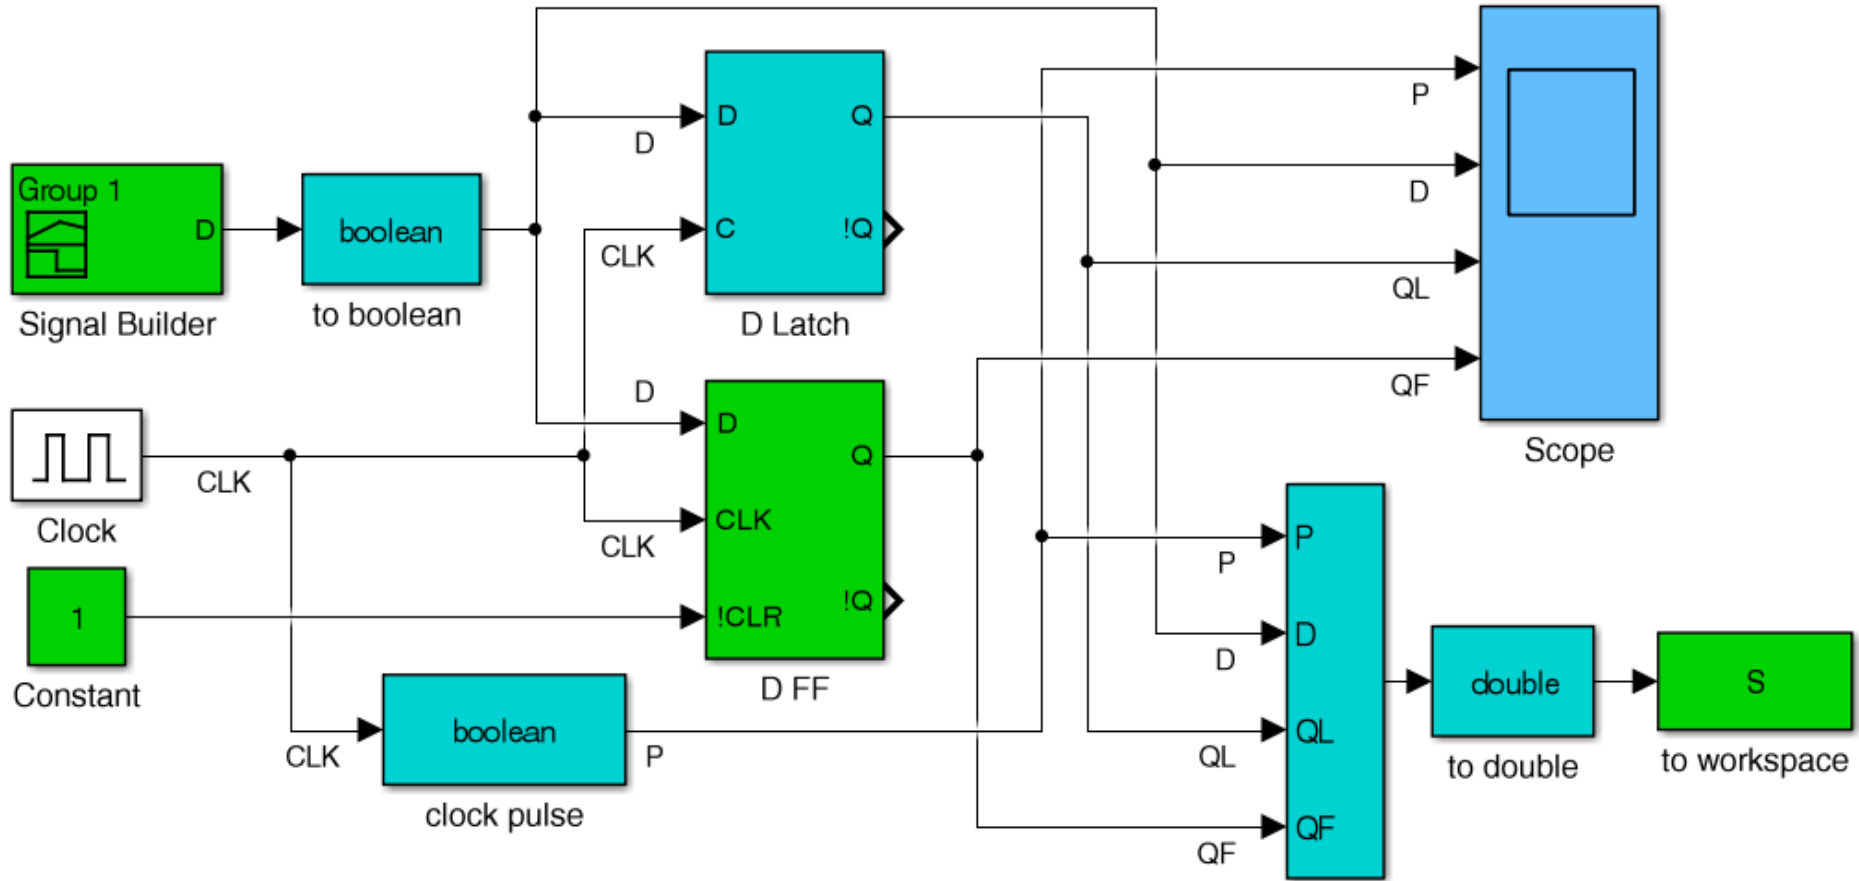 Group 1
D
Signal Builder
boolean
to boolean
D
CLK
D
Q
C
!Q
D Latch
P
D
QL
QF
Scope
CLK
Clock
1
Constant
D
CLK
D
Q
CLK
!CLR
!Q
D FF
CLK
boolean
P
clock pulse
P
D
QL
QF
P
D
QL
QF
double
to double
S
to workspace